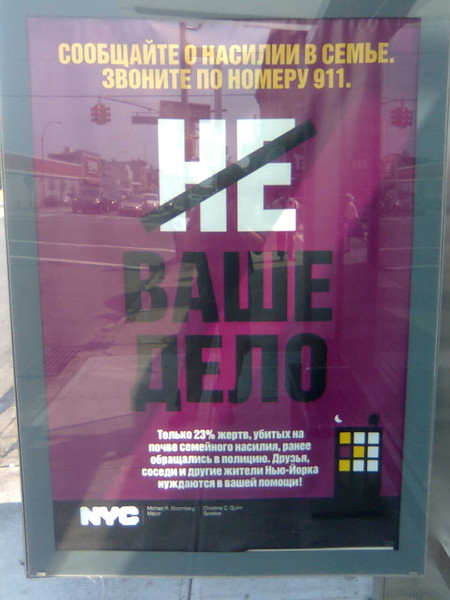 СООБЩАЙТЕ О НАСИЛИИ В СЕМЬЕ.
ЗВОНИТЕ ПО НОМЕРУ 911.
НЕ
ВАШЕ
ДЕЛО
Только 23% жертв, убитых на
почве семейного насилия, ранее
обращались в полицию. Друзья,
соседи и другие жители Нью-Йорка
нуждаются в вашей помощи!
NYC
Michael R. Bloomberg
Mayor
Christine C. Quinn
Speaker